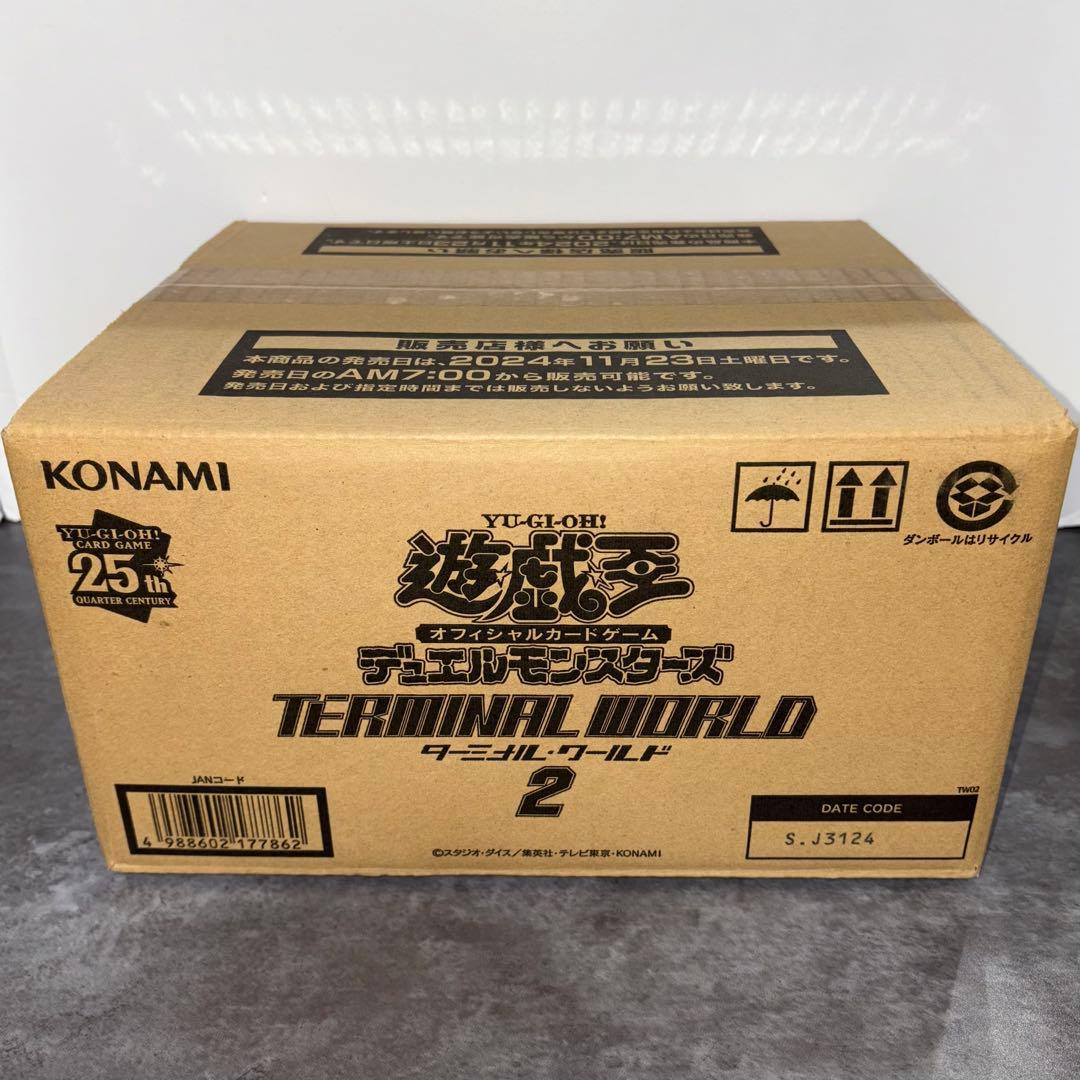 販売店様へお願い
販売店様へお願い
本商品の発売日は、2024年11月23日土曜日です。
発売日のAM7:00から販売可能です。
発売日および指定時間までは販売しないようお願い致します。
KONAMI
YU-GI-OH!
CARD GAME
25th
QUARTER CENTURY
YU-GI-OH!
遊戯王
オフィシャルカードゲーム
デュエルモンスターズ
TERMINAL WORLD
ターミナル・ワールド
2
ダンボールはリサイクル
JANコード
4 988602 177862
©スタジオ・ダイス／集英社・テレビ東京・KONAMI
TW02
DATE CODE
S.J3124